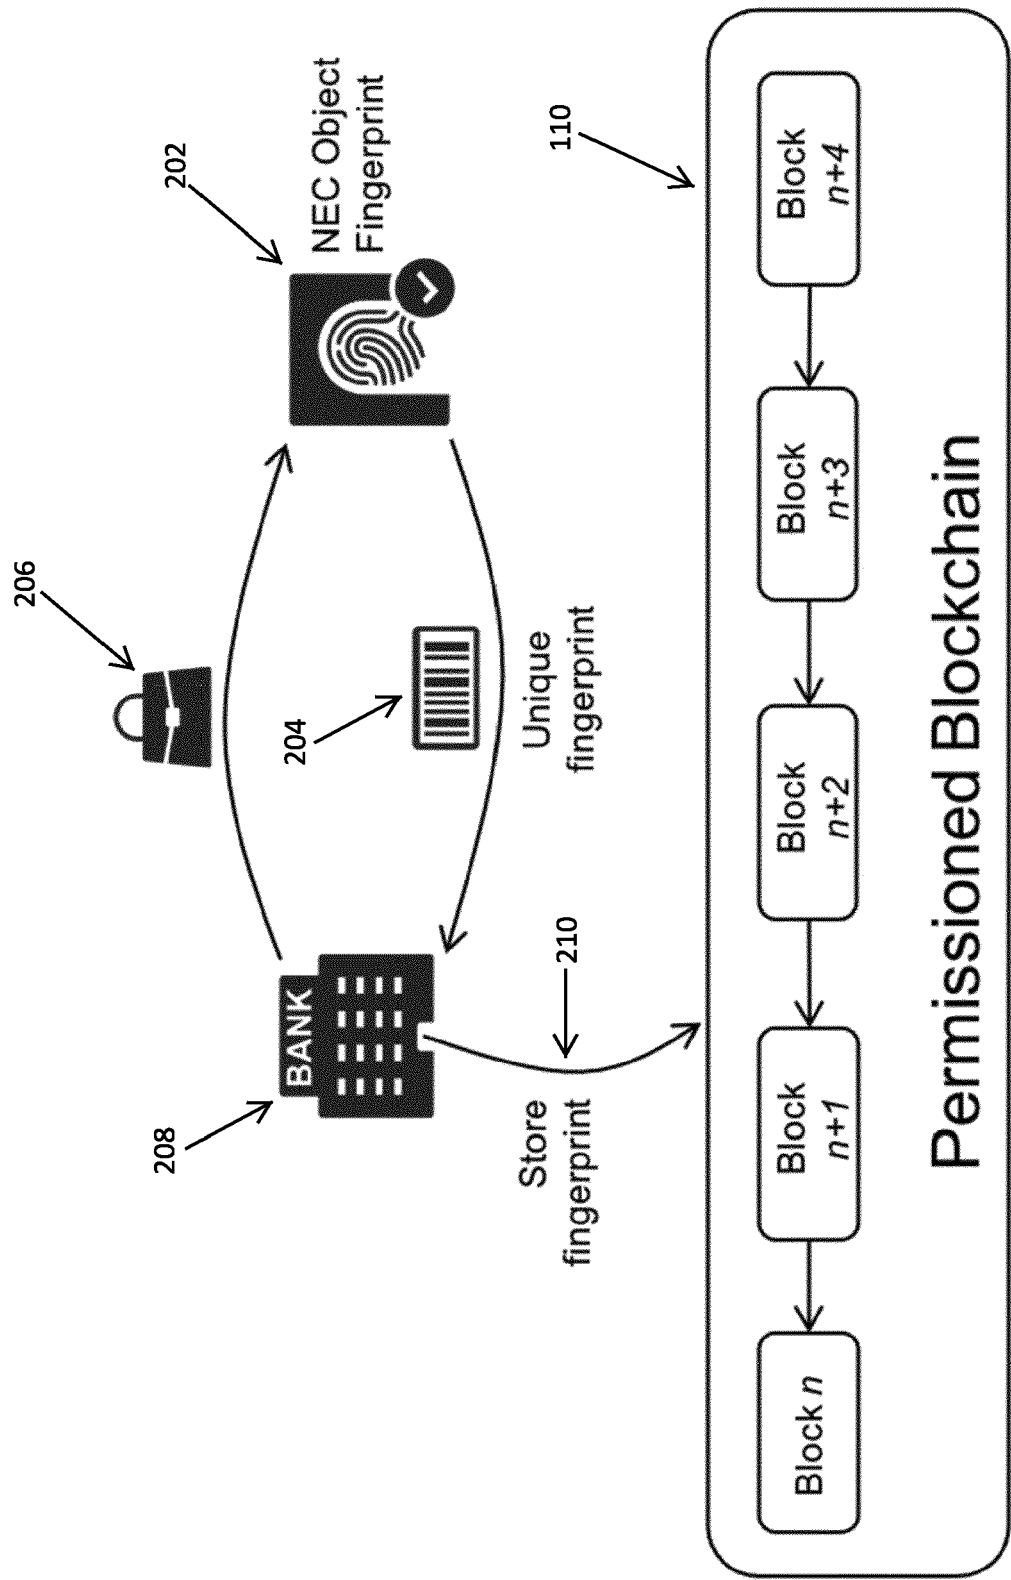 206
202
NEC Object
Fingerprint
208
BANK
204
Unique
fingerprint
Store
fingerprint
210
110
Block n
Block
n+1
Block
n+2
Block
n+3
Block
n+4
Permissioned Blockchain